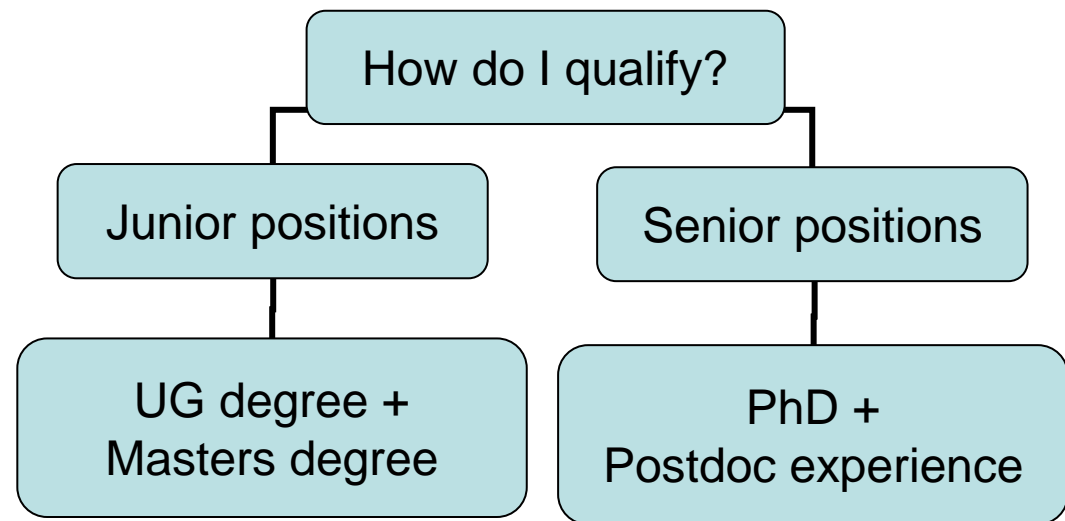 How do I qualify?
Junior positions
Senior positions
UG degree +
Masters degree
PhD +
Postdoc experience